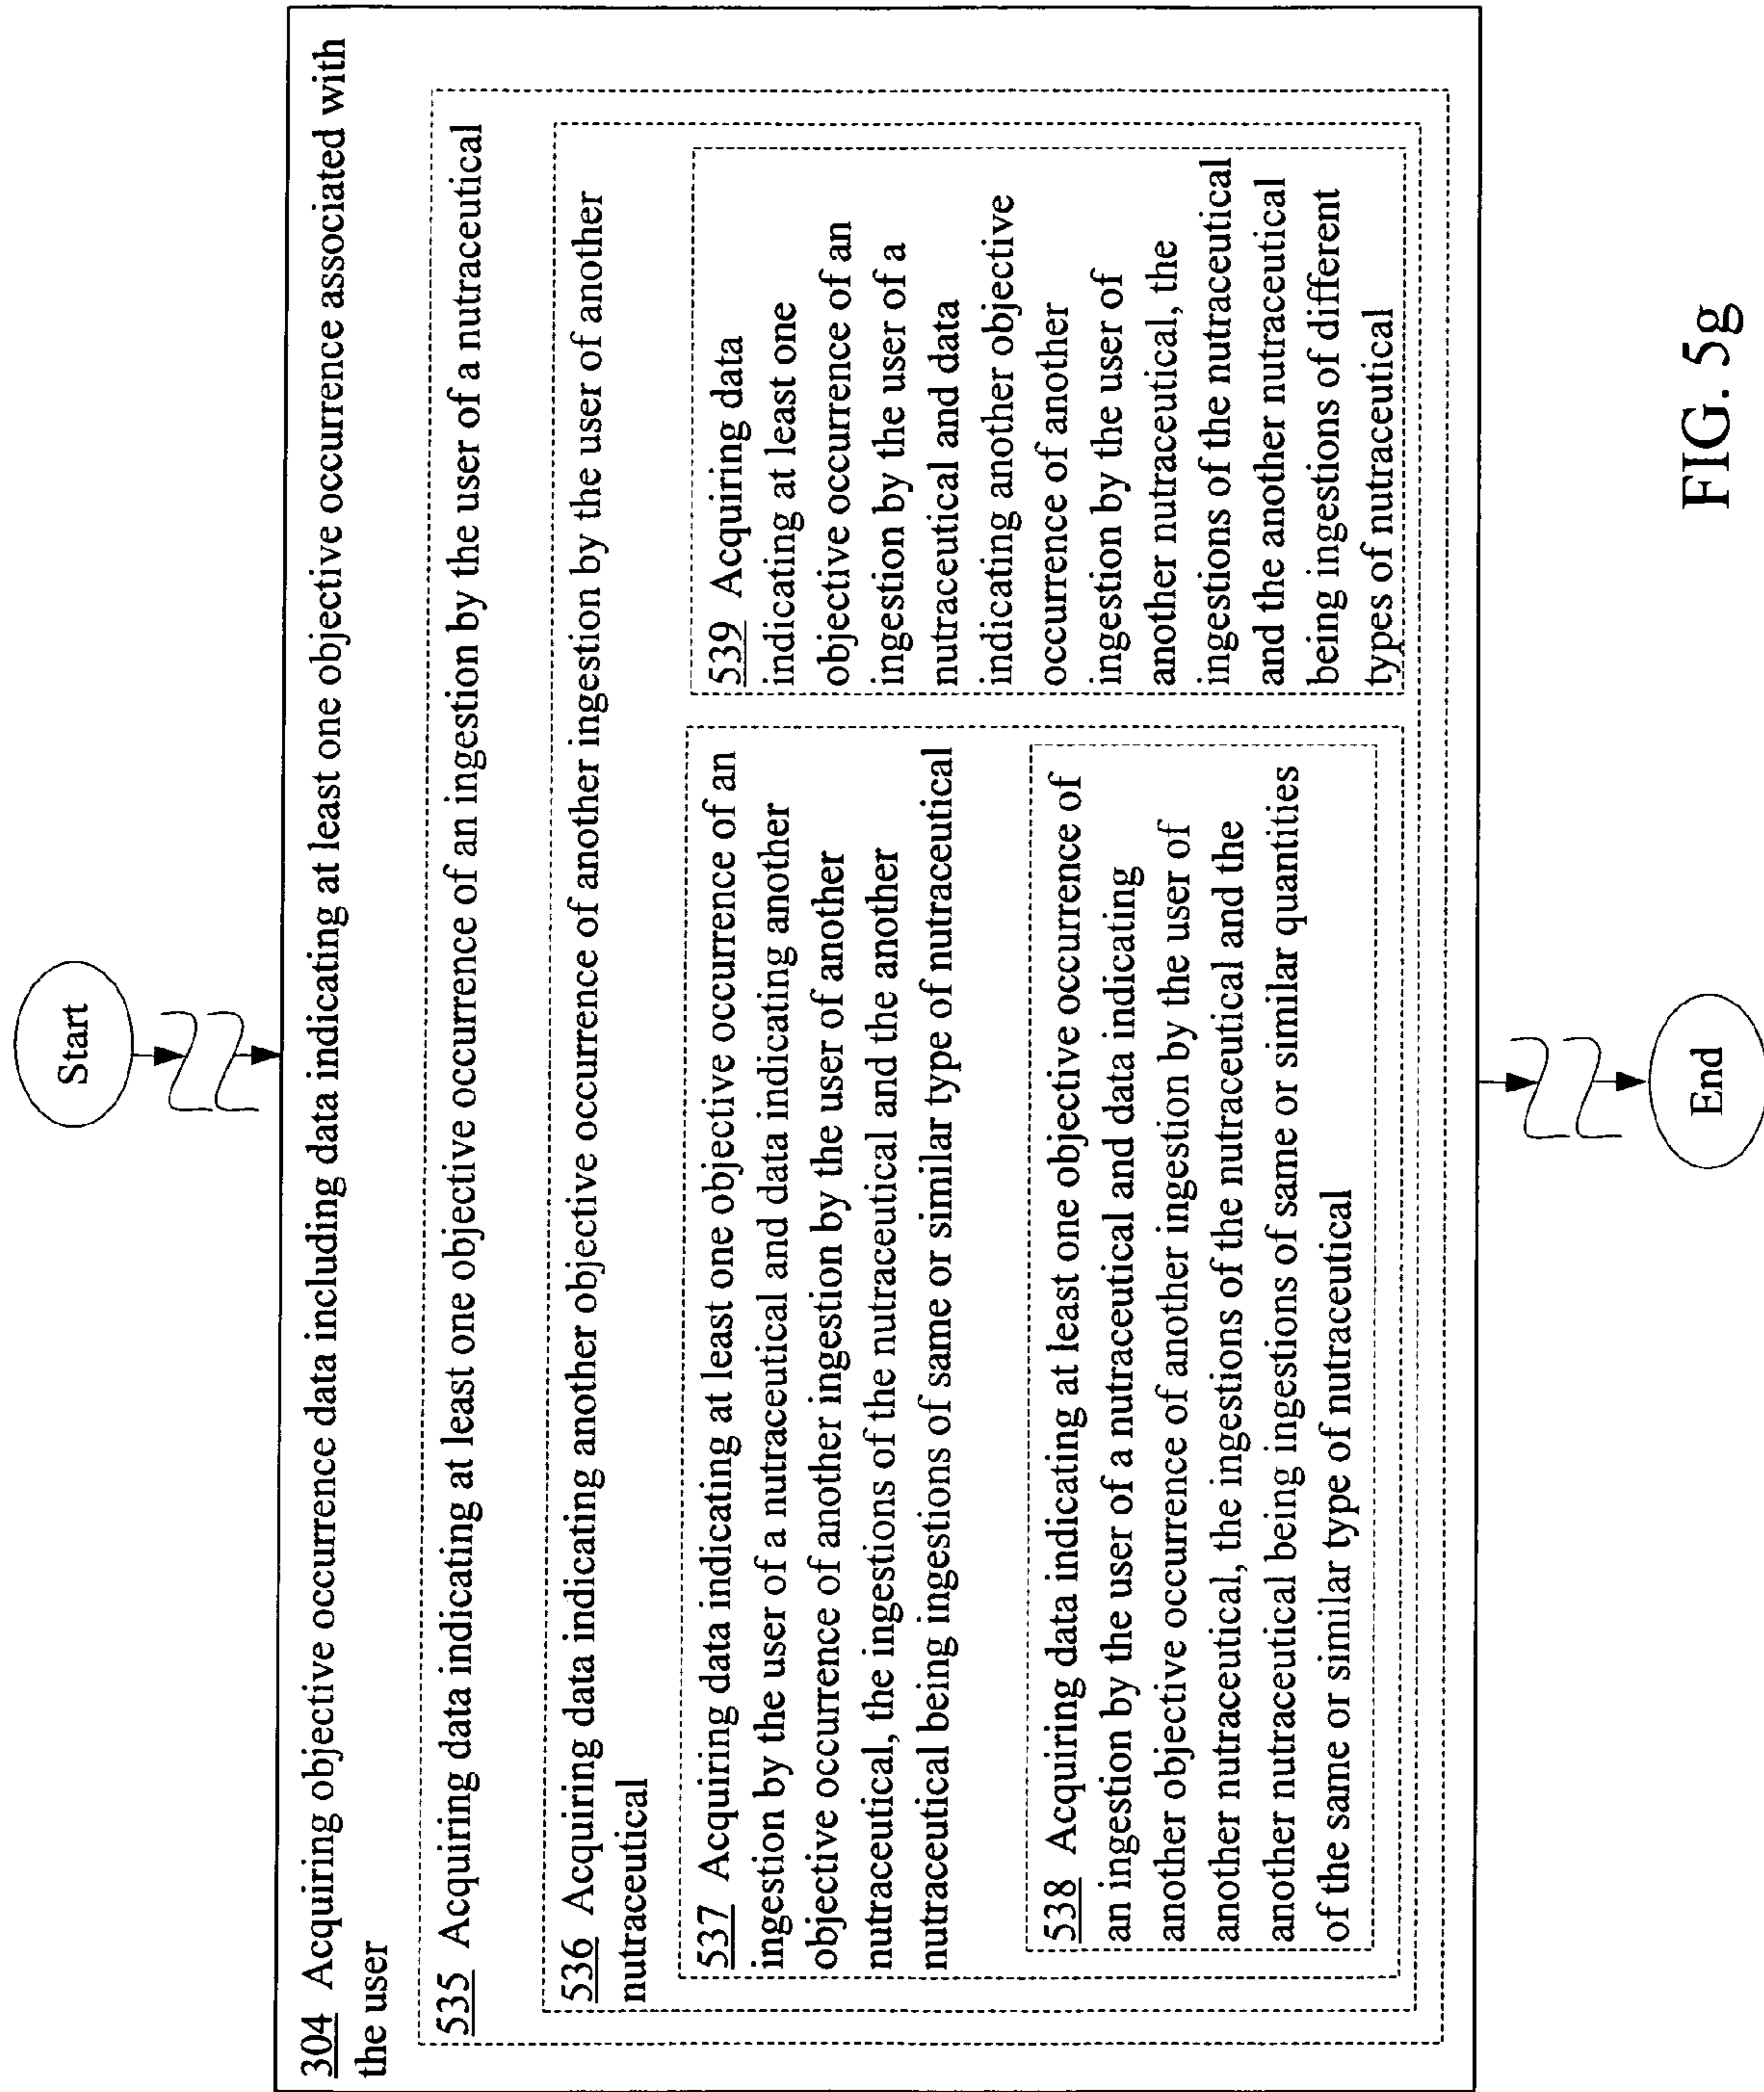 Start
304 Acquiring objective occurrence data including data indicating at least one objective occurrence associated with
the user
535 Acquiring data indicating at least one objective occurrence of an ingestion by the user of a nutraceutical
536 Acquiring data indicating another objective occurrence of another ingestion by the user of another
nutraceutical
537 Acquiring data indicating at least one objective occurrence of an
ingestion by the user of a nutraceutical and data indicating another
objective occurrence of another ingestion by the user of another
nutraceutical, the ingestions of the nutraceutical and the another
nutraceutical being ingestions of same or similar type of nutraceutical
538 Acquiring data indicating at least one objective occurrence of
an ingestion by the user of a nutraceutical and data indicating
another objective occurrence of another ingestion by the user of
another nutraceutical, the ingestions of the nutraceutical and the
another nutraceutical being ingestions of same or similar quantities
of the same or similar type of nutraceutical
539 Acquiring data
indicating at least one
objective occurrence of an
ingestion by the user of a
nutraceutical and data
indicating another objective
occurrence of another
ingestion by the user of
another nutraceutical, the
ingestions of the nutraceutical
and the another nutraceutical
being ingestions of different
types of nutraceutical
End
FIG. 5g